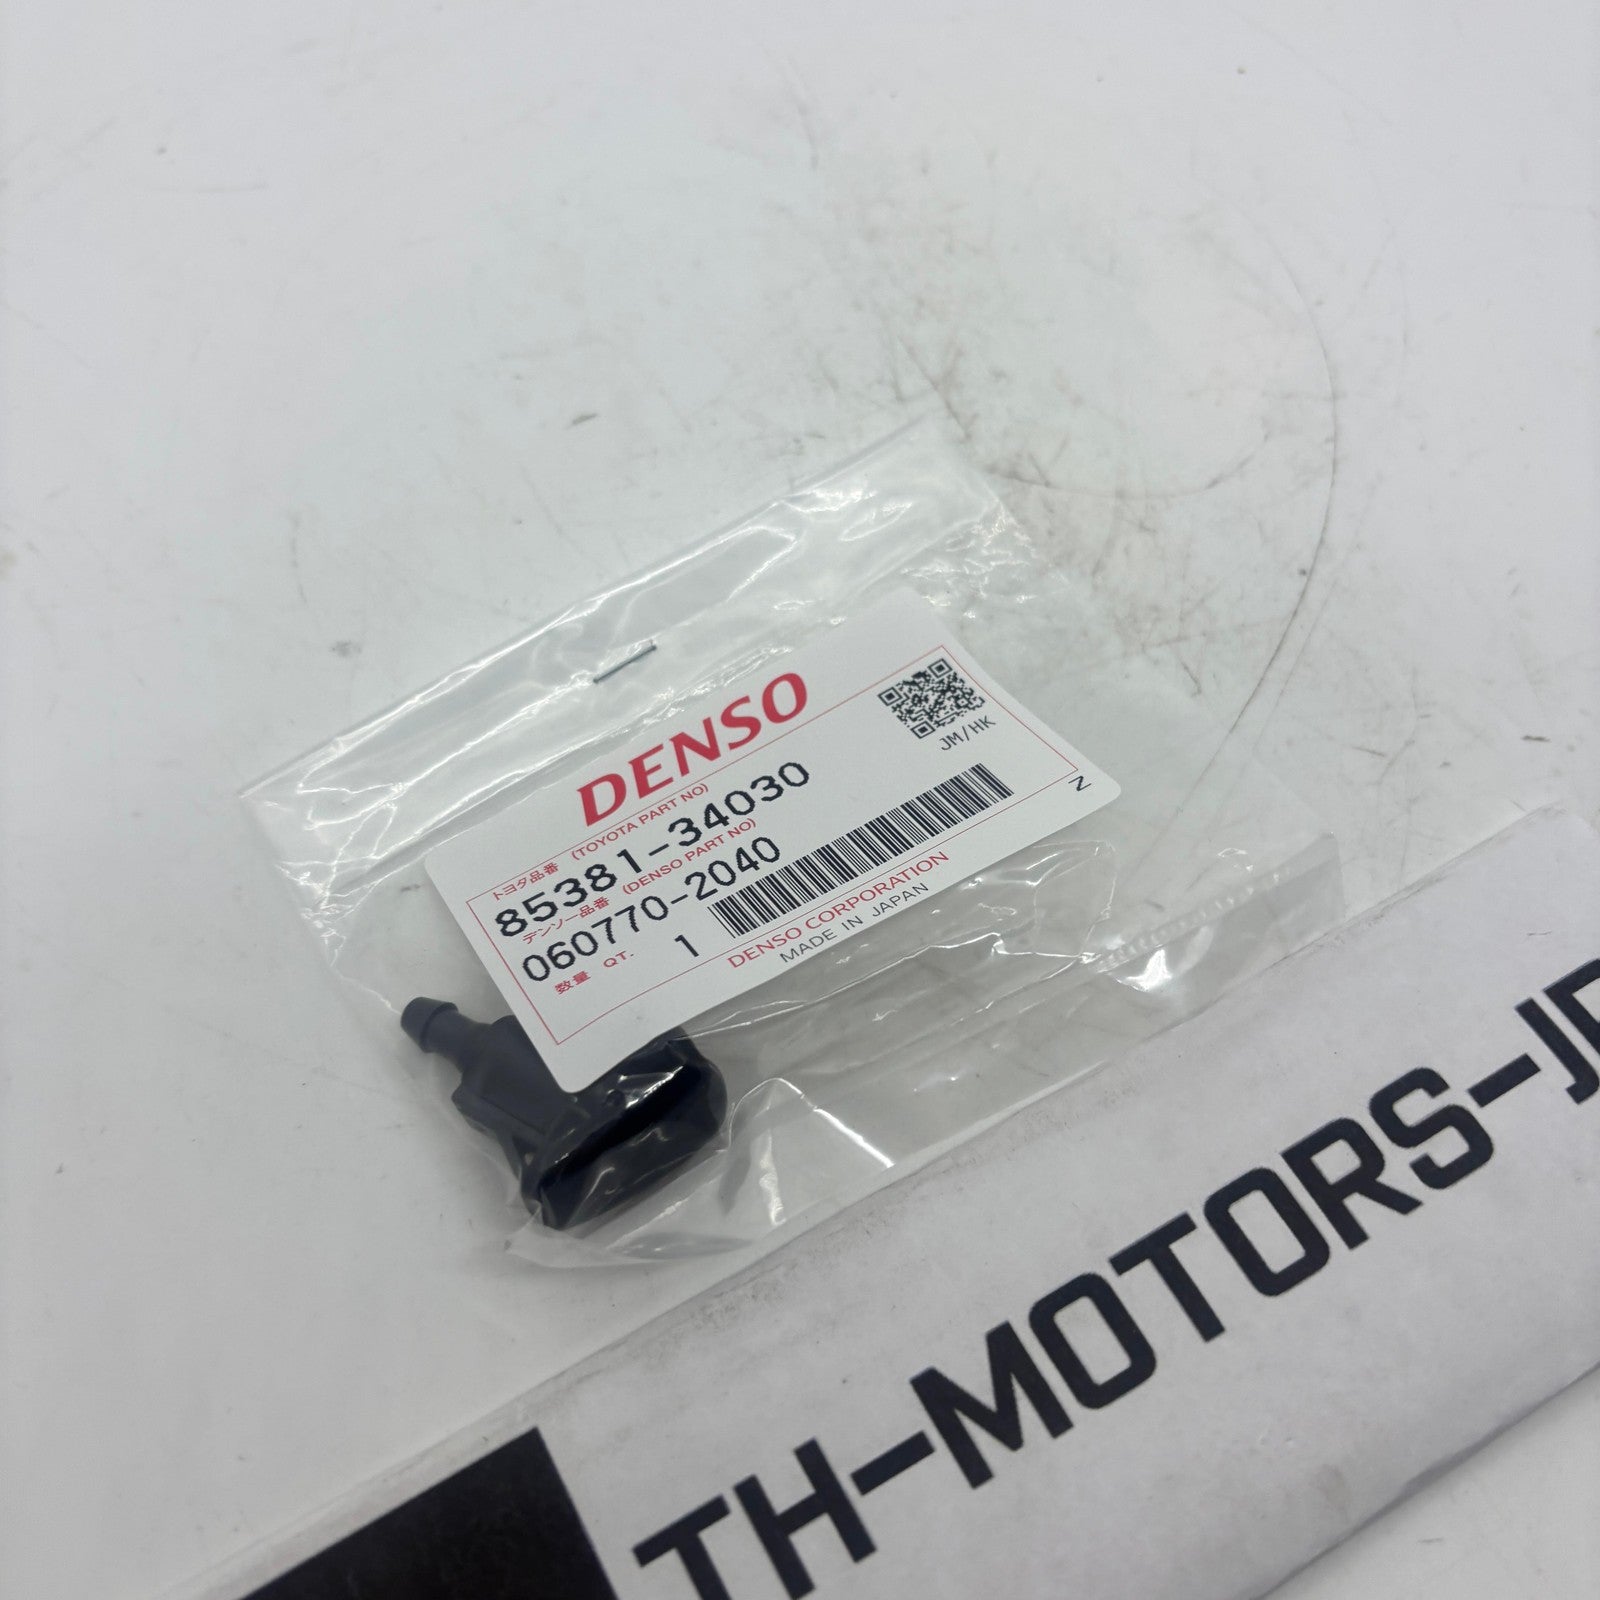 DENSO
JM/HK
トヨタ品番 (TOYOTA PART NO)
85381-34030
デンソー品番 (DENSO PART NO)
060770-2040
数量 QT. 1
N
DENSO CORPORATION
MADE IN JAPAN
TH-MOTORS-JP